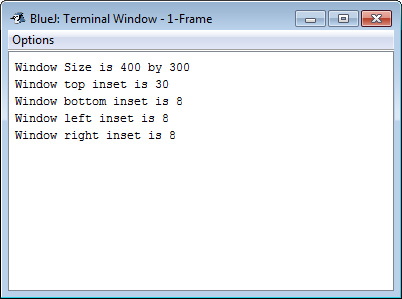 BlueJ: Terminal Window - 1-Frame
Options
Window Size is 400 by 300
Window top inset is 30
Window bottom inset is 8
Window left inset is 8
Window right inset is 8